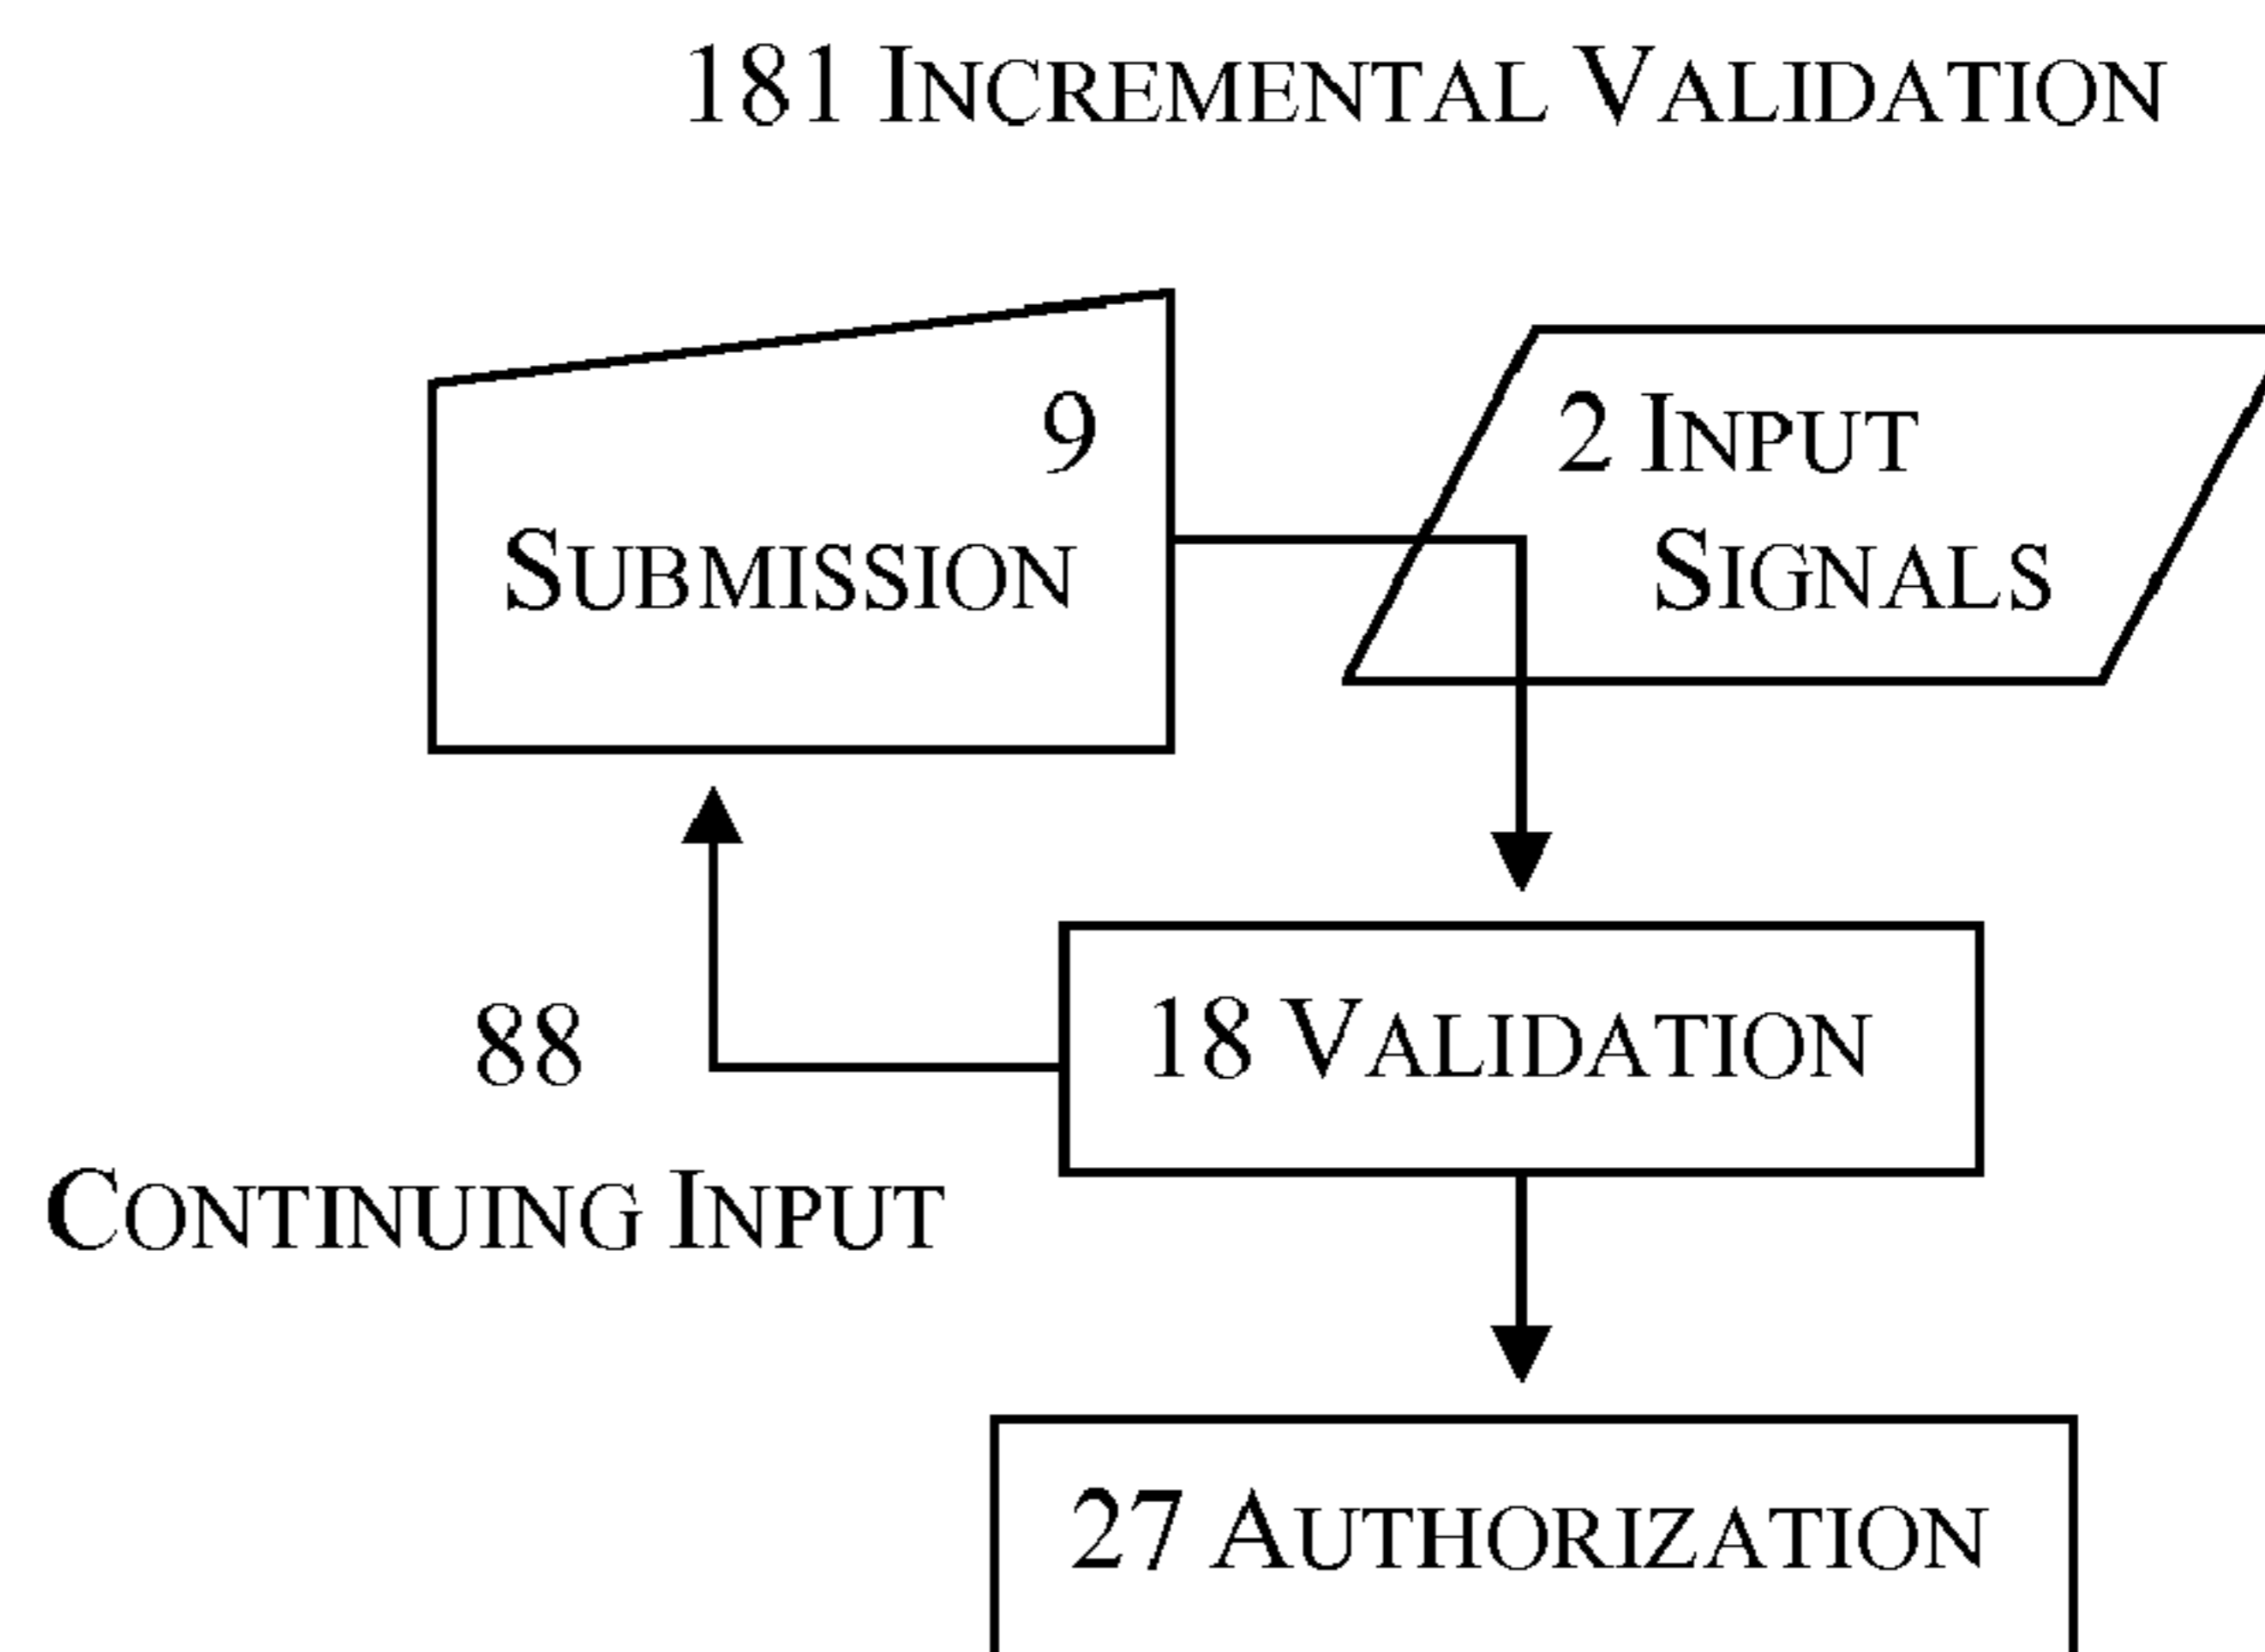 181 INCREMENTAL VALIDATION
9
SUBMISSION
2 INPUT
SIGNALS
18 VALIDATION
88
CONTINUING INPUT
27 AUTHORIZATION